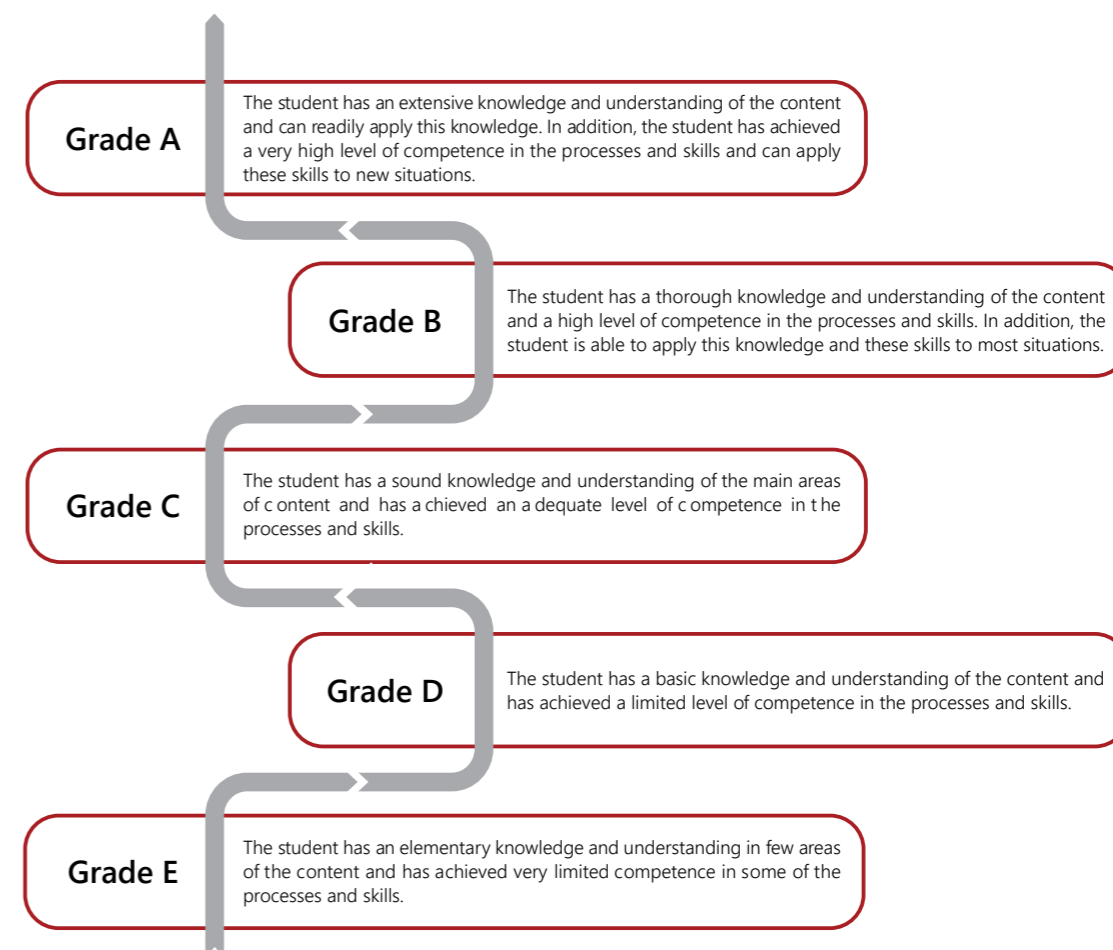 Grade A
The student has an extensive knowledge and understanding of the content
and can readily apply this knowledge. In addition, the student has achieved
a very high level of competence in the processes and skills and can apply
these skills to new situations.
Grade B
The student has a thorough knowledge and understanding of the content
and a high level of competence in the processes and skills. In addition, the
student is able to apply this knowledge and these skills to most situations.
Grade C
The student has a sound knowledge and understanding of the main areas
of c ontent and has a chieved an a dequate level of c ompetence in t he
processes and skills.
Grade D
The student has a basic knowledge and understanding of the content and
has achieved a limited level of competence in the processes and skills.
Grade E
The student has an elementary knowledge and understanding in few areas
of the content and has achieved very limited competence in some of the
processes and skills.